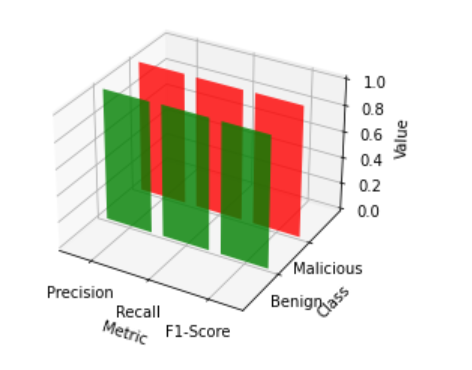 1.0
0.8
0.6
0.4
0.2
0.0
Value
Malicious
Benign
Class
Precision
Recall
F1-Score
Metric